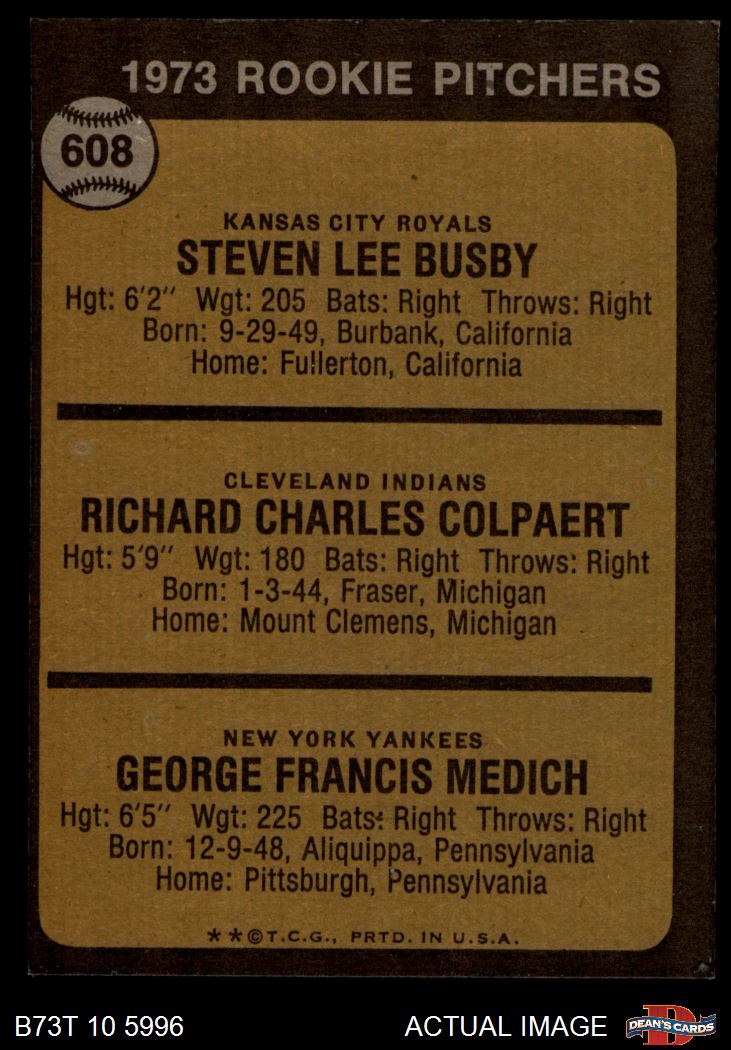 1973 ROOKIE PITCHERS
608
KANSAS CITY ROYALS
STEVEN LEE BUSBY
Hgt: 6'2" Wgt: 205 Bats: Right Throws: Right
Born: 9-29-49, Burbank, California
Home: Fullerton, California
CLEVELAND INDIANS
RICHARD CHARLES COLPAERT
Hgt: 5'9" Wgt: 180 Bats: Right Throws: Right
Born: 1-3-44, Fraser, Michigan
Home: Mount Clemens, Michigan
NEW YORK YANKEES
GEORGE FRANCIS MEDICH
Hgt: 6'5" Wgt: 225 Bats: Right Throws: Right
Born: 12-9-48, Aliquippa, Pennsylvania
Home: Pittsburgh, Pennsylvania
**©T.C.G., PRTD. IN U.S.A.
B73T 10 5996 ACTUAL IMAGE D DEAN'S CARDS